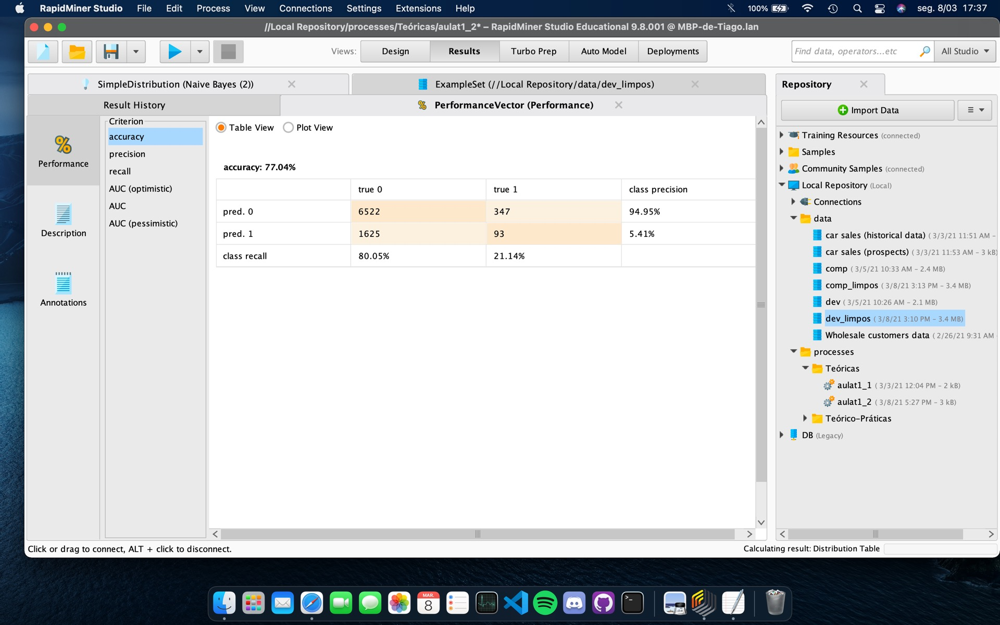 RapidMiner Studio File Edit Process View Connections Settings Extensions Help 100% seg. 8/03 17:37
//Local Repository/processes/Teóricas/aulat1_2* – RapidMiner Studio Educational 9.8.001 @ MBP-de-Tiago.lan
Views: Design Results Turbo Prep Auto Model Deployments Find data, operators...etc All Studio
SimpleDistribution (Naive Bayes (2)) ExampleSet (//Local Repository/data/dev_limpos)
Result History PerformanceVector (Performance)
Performance
Description
Annotations
Criterion
accuracy
precision
recall
AUC (optimistic)
AUC
AUC (pessimistic)
Table View Plot View
accuracy: 77.04%
true 0 true 1 class precision
pred. 0 6522 347 94.95%
pred. 1 1625 93 5.41%
class recall 80.05% 21.14%
Repository
Import Data
Training Resources (connected)
Samples
Community Samples (connected)
Local Repository (Local)
Connections
data
car sales (historical data) ( 3/3/21 11:51 AM –
car sales (prospects) ( 3/3/21 11:53 AM – 3 kB)
comp ( 3/5/21 10:33 AM – 2.4 MB)
comp_limpos ( 3/8/21 3:13 PM – 3.4 MB)
dev ( 3/5/21 10:26 AM – 2.1 MB)
dev_limpos ( 3/8/21 3:10 PM – 3.4 MB)
Wholesale customers data ( 2/26/21 9:31 AM
processes
Teóricas
aulat1_1 ( 3/3/21 12:04 PM – 2 kB)
aulat1_2 ( 3/8/21 5:27 PM – 3 kB)
Teórico-Práticas
DB (Legacy)
Click or drag to connect, ALT + click to disconnect.
Calculating result: Distribution Table
MAR.
8